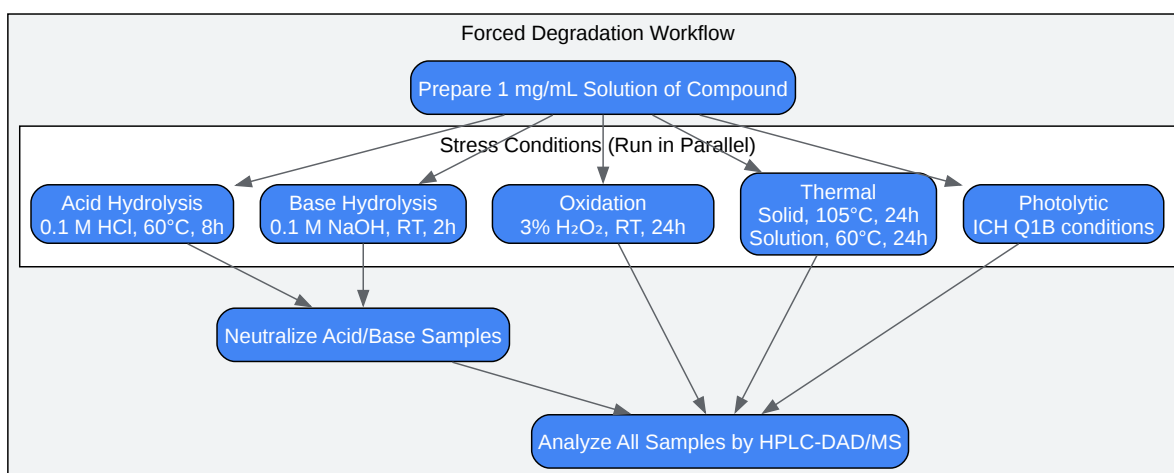 Forced Degradation Workflow
Prepare 1 mg/mL Solution of Compound
Stress Conditions (Run in Parallel)
Acid Hydrolysis
0.1 M HCl, 60°C, 8h
Base Hydrolysis
0.1 M NaOH, RT, 2h
Oxidation
3% H₂O₂, RT, 24h
Thermal
Solid, 105°C, 24h
Solution, 60°C, 24h
Photolytic
ICH Q1B conditions
Neutralize Acid/Base Samples
Analyze All Samples by HPLC-DAD/MS